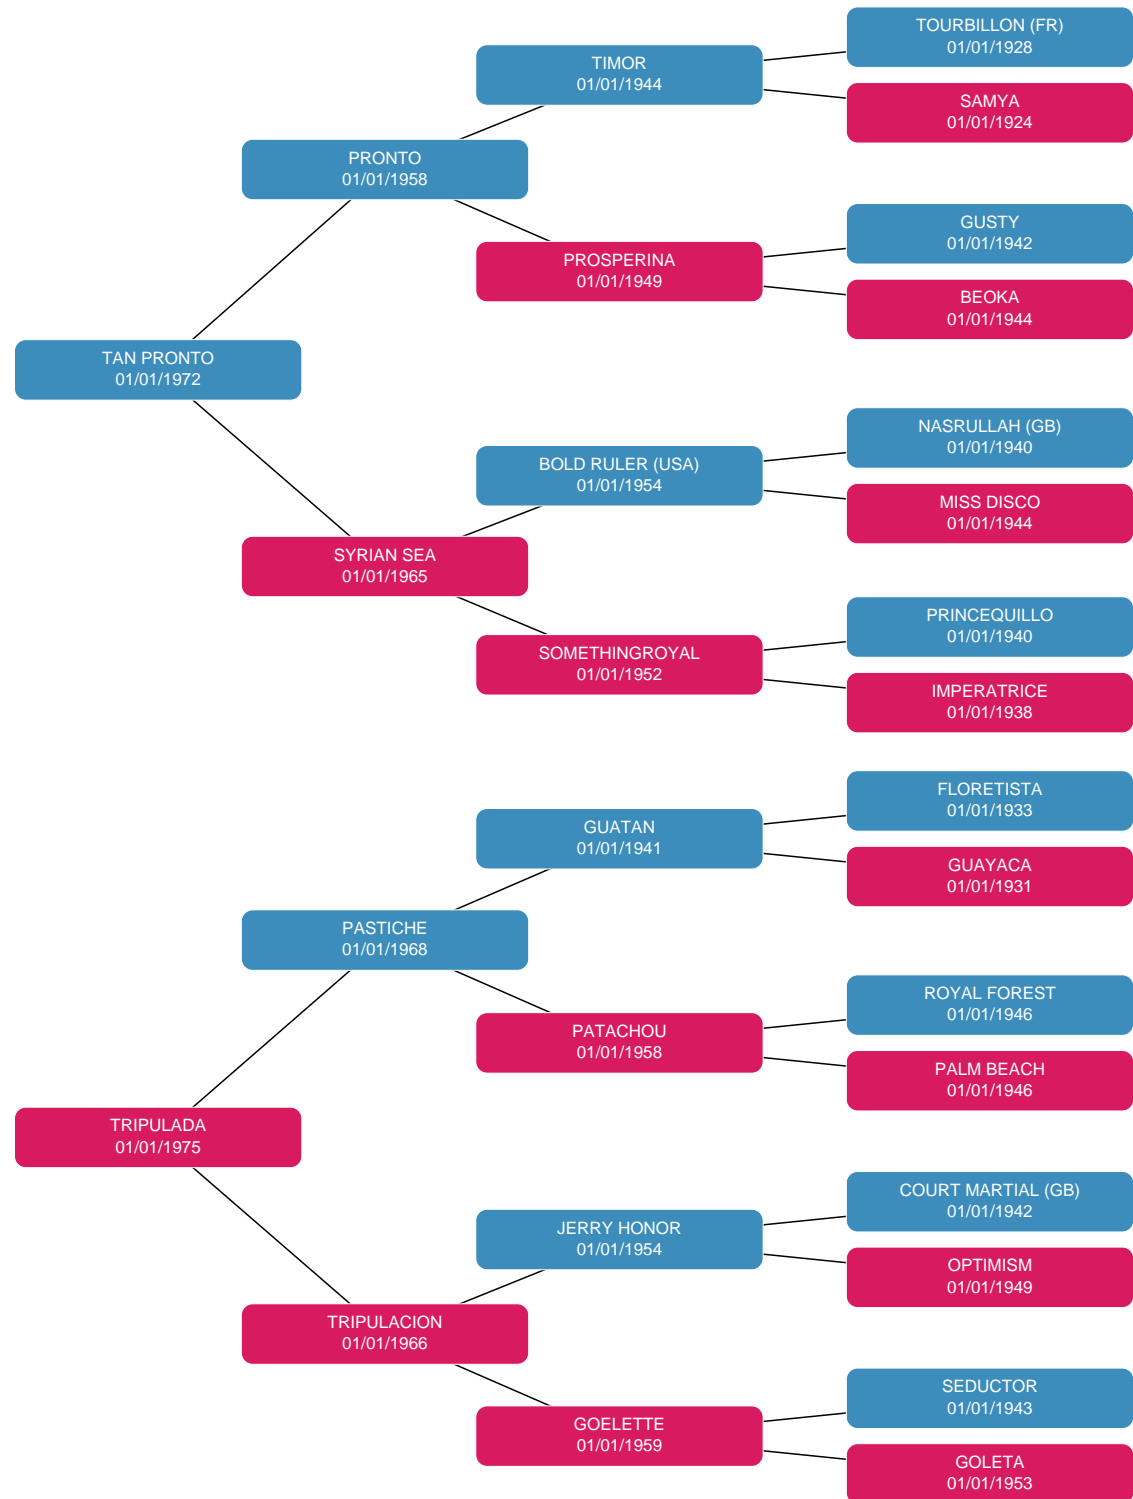 TOURBILLON (FR)
01/01/1928
TIMOR
01/01/1944
SAMYA
01/01/1924
PRONTO
01/01/1958
GUSTY
01/01/1942
PROSPERINA
01/01/1949
BEOKA
01/01/1944
TAN PRONTO
01/01/1972
NASRULLAH (GB)
01/01/1940
BOLD RULER (USA)
01/01/1954
MISS DISCO
01/01/1944
SYRIAN SEA
01/01/1965
PRINCEQUILLO
01/01/1940
SOMETHINGROYAL
01/01/1952
IMPERATRICE
01/01/1938
FLORETISTA
01/01/1933
GUATAN
01/01/1941
GUAYACA
01/01/1931
PASTICHE
01/01/1968
ROYAL FOREST
01/01/1946
PATACHOU
01/01/1958
PALM BEACH
01/01/1946
TRIPULADA
01/01/1975
COURT MARTIAL (GB)
01/01/1942
JERRY HONOR
01/01/1954
OPTIMISM
01/01/1949
TRIPULACION
01/01/1966
SEDUCTOR
01/01/1943
GOELETTE
01/01/1959
GOLETA
01/01/1953